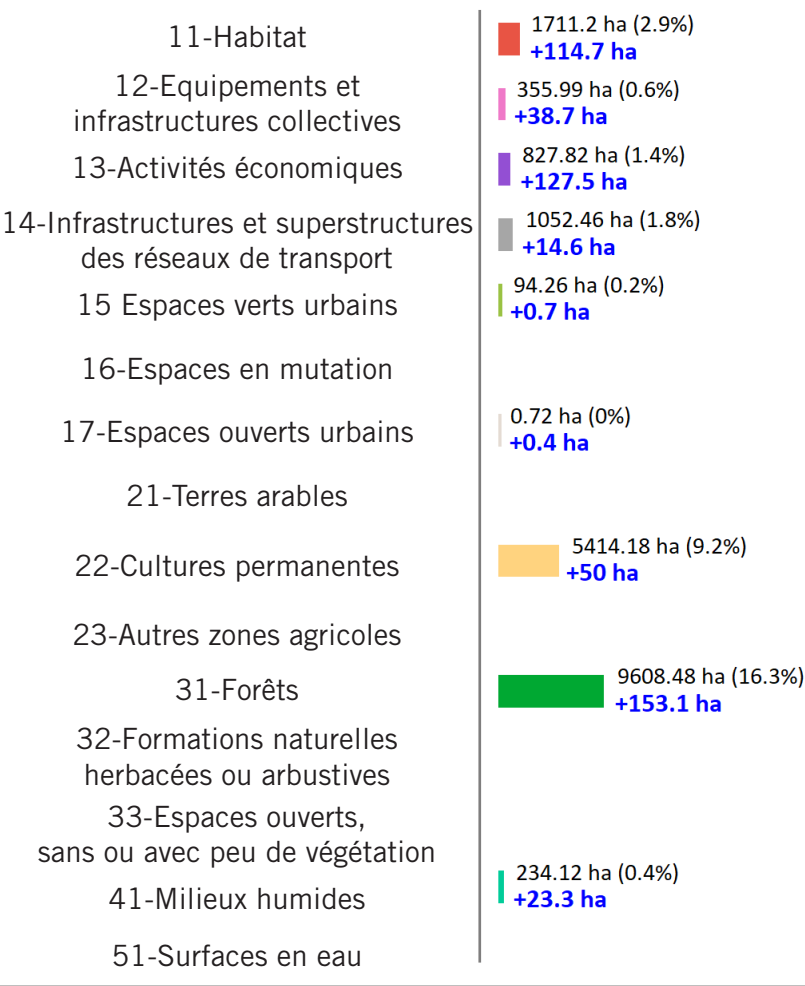 11-Habitat
1711.2 ha (2.9%)
+114.7 ha
12-Equipements et
infrastructures collectives
355.99 ha (0.6%)
+38.7 ha
13-Activités économiques
827.82 ha (1.4%)
+127.5 ha
14-Infrastructures et superstructures
des réseaux de transport
1052.46 ha (1.8%)
+14.6 ha
15 Espaces verts urbains
94.26 ha (0.2%)
+0.7 ha
16-Espaces en mutation
17-Espaces ouverts urbains
0.72 ha (0%)
+0.4 ha
21-Terres arables
22-Cultures permanentes
5414.18 ha (9.2%)
+50 ha
23-Autres zones agricoles
31-Forêts
9608.48 ha (16.3%)
+153.1 ha
32-Formations naturelles
herbacées ou arbustives
33-Espaces ouverts,
sans ou avec peu de végétation
41-Milieux humides
234.12 ha (0.4%)
+23.3 ha
51-Surfaces en eau